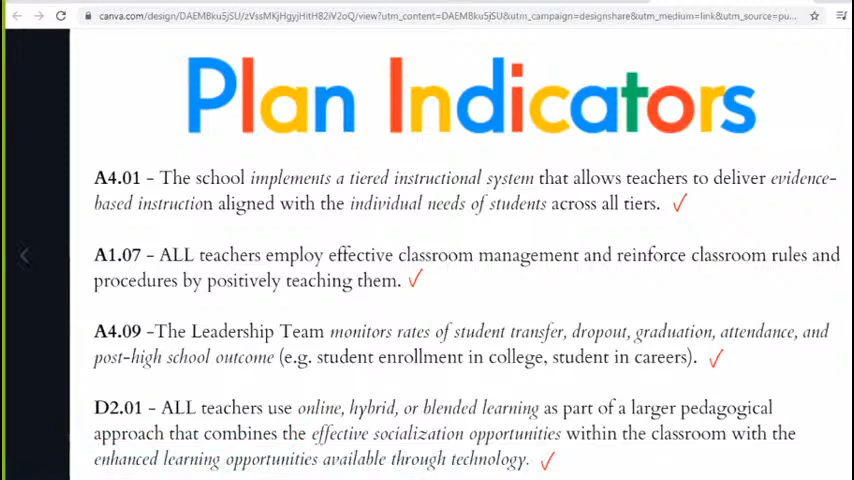 canva.com/design/DAEMBku5jSU/zVssMKjHgyjHitH82iV2oQ/view?utm_content=DAEMBku5jSU&utm_campaign=designshare&utm_medium=link&utm_source=pu...
Plan Indicators
A4.01 - The school implements a tiered instructional system that allows teachers to deliver evidence-
based instruction aligned with the individual needs of students across all tiers.
A1.07 - ALL teachers employ effective classroom management and reinforce classroom rules and
procedures by positively teaching them.
A4.09 -The Leadership Team monitors rates of student transfer, dropout, graduation, attendance, and
post-high school outcome (e.g. student enrollment in college, student in careers).
D2.01 - ALL teachers use online, hybrid, or blended learning as part of a larger pedagogical
approach that combines the effective socialization opportunities within the classroom with the
enhanced learning opportunities available through technology.